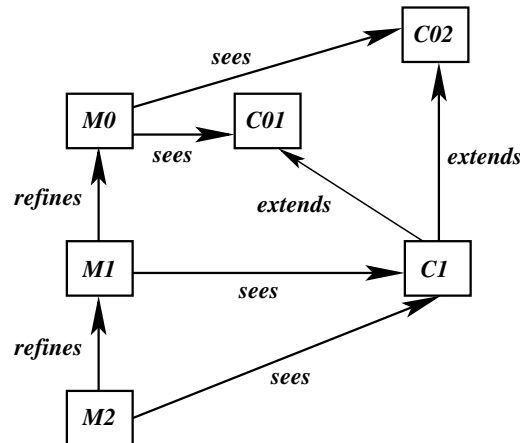 C02
sees
M0
C01
sees
extends
refines
extends
M1
C1
sees
refines
sees
M2